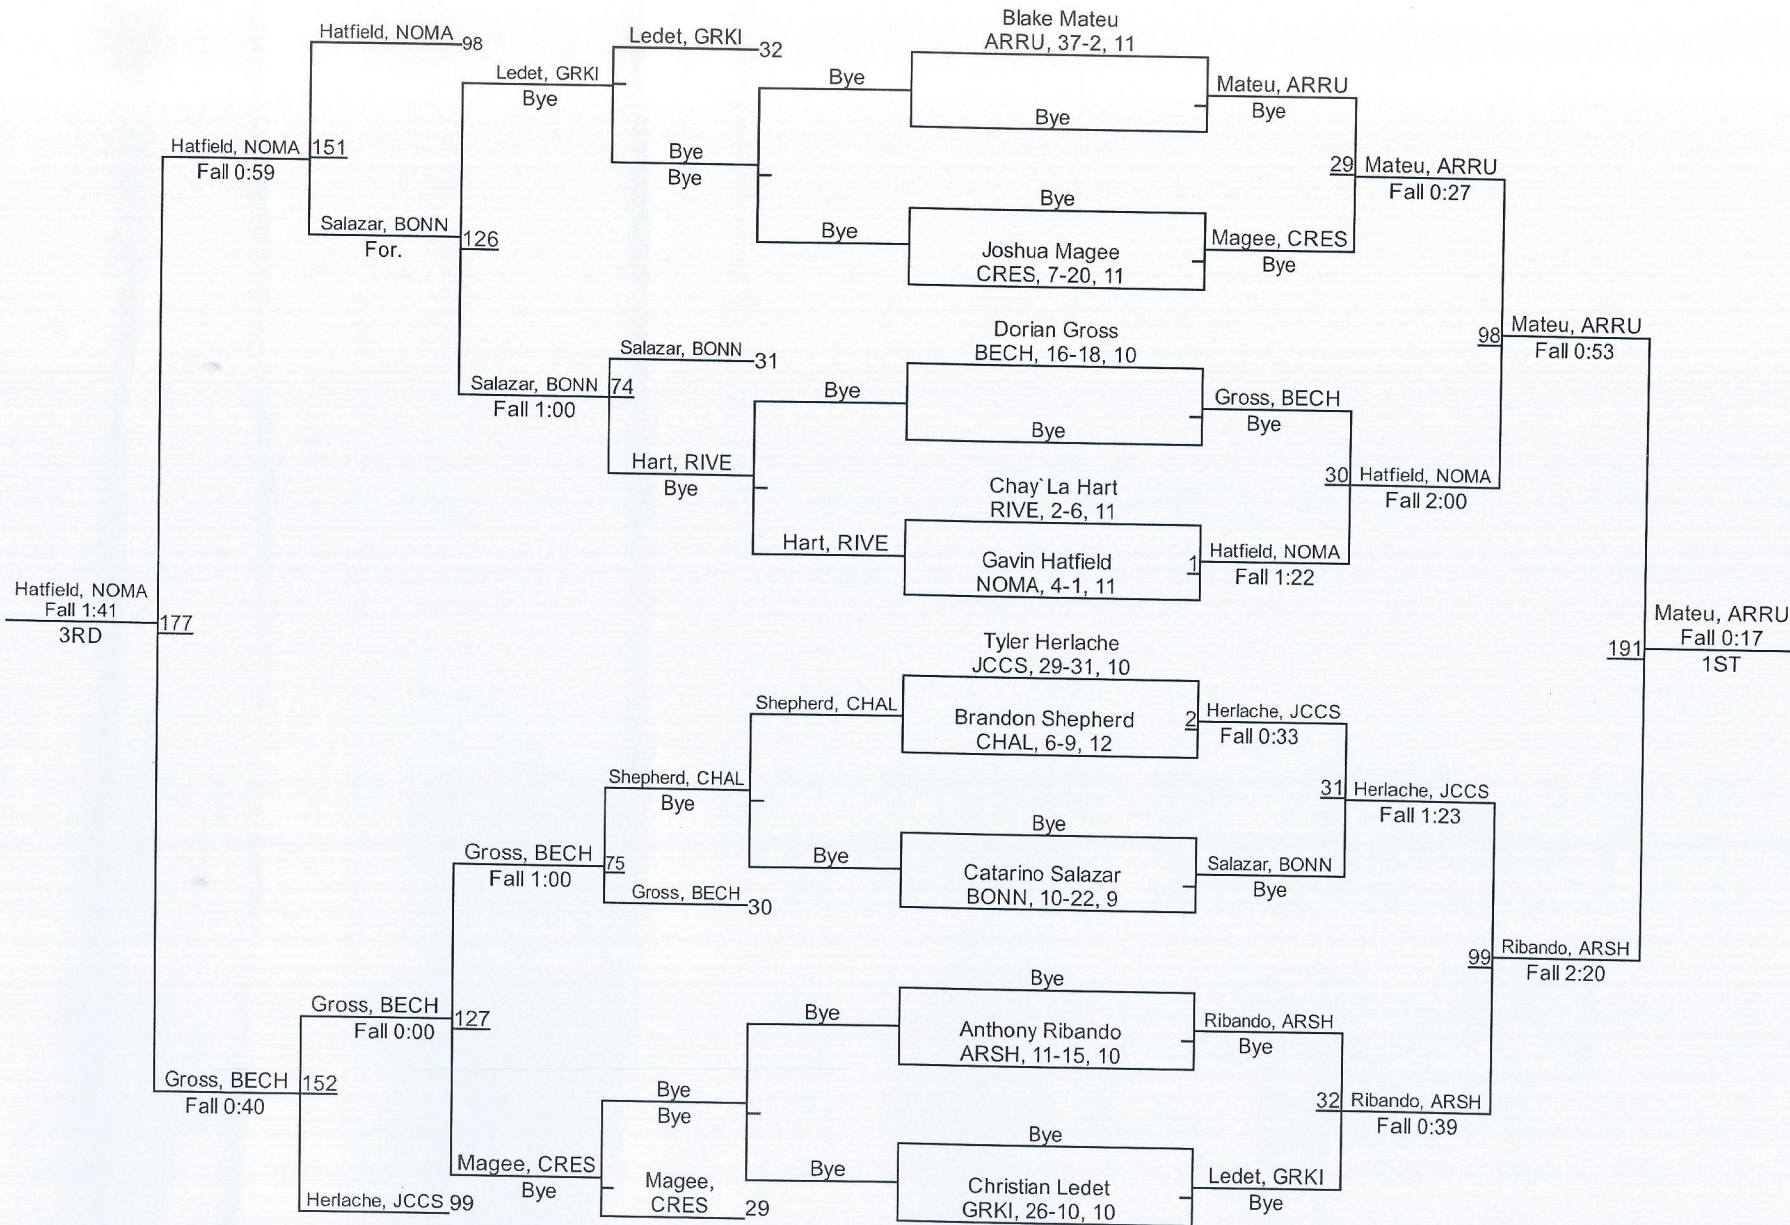 Hatfield, NOMA 98
Hatfield, NOMA 151
Fall 0:59
Salazar, BONN
For.
126
Ledet, GRKI
Bye
Ledet, GRKI 32
Bye
Bye
Salazar, BONN 74
Fall 1:00
Salazar, BONN 31
Hart, RIVE
Bye
Bye
Bye
Bye
Hart, RIVE
Blake Mateu
ARRU, 37-2, 11
Bye
Bye
Joshua Magee
CRES, 7-20, 11
Dorian Gross
BECH, 16-18, 10
Bye
Chay`La Hart
RIVE, 2-6, 11
Gavin Hatfield 1
NOMA, 4-1, 11
Mateu, ARRU
Bye
Magee, CRES
Bye
29 Mateu, ARRU
Fall 0:27
Gross, BECH
Bye
Hatfield, NOMA
Fall 1:22
30 Hatfield, NOMA
Fall 2:00
98 Mateu, ARRU
Fall 0:53
Hatfield, NOMA
Fall 1:41
3RD
177
Mateu, ARRU
Fall 0:17
1ST
191
Shepherd, CHAL
Bye
Shepherd, CHAL
Bye
Gross, BECH 75
Fall 1:00
Gross, BECH 30
Gross, BECH
Fall 0:00
127
Gross, BECH 152
Fall 0:40
Herlache, JCCS 99
Magee, CRES
Bye
Bye
Bye
Magee,
CRES 29
Bye
Bye
Tyler Herlache
JCCS, 29-31, 10
Brandon Shepherd 2
CHAL, 6-9, 12
Bye
Catarino Salazar
BONN, 10-22, 9
Bye
Anthony Ribando
ARSH, 11-15, 10
Bye
Christian Ledet
GRKI, 26-10, 10
Herlache, JCCS
Fall 0:33
Salazar, BONN
Bye
31 Herlache, JCCS
Fall 1:23
Ribando, ARSH
Bye
Ledet, GRKI
Bye
32 Ribando, ARSH
Fall 0:39
99 Ribando, ARSH
Fall 2:20